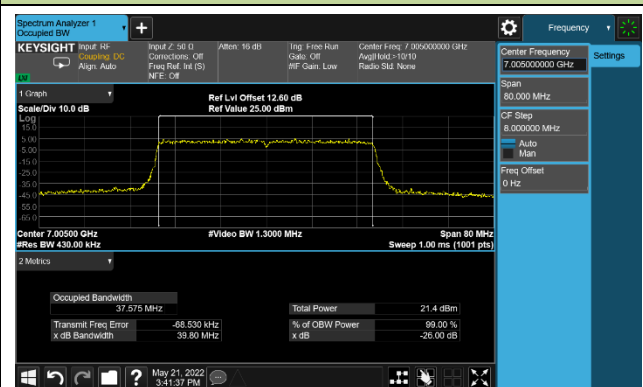 Spectrum Analyzer 1
Occupied BW
Frequency
KEYSIGHT
Input: RF
Coupling: DC
Align: Auto
Input Z: 50 Ω
Corrections: Off
Freq Ref: Int (S)
NFE: Off
Atten: 16 dB
Trig: Free Run
Gate: Off
#IF Gain: Low
Center Freq: 7.005000000 GHz
Avg|Hold:>10/10
Radio Std: None
LXI
Center Frequency
7.005000000 GHz
Settings
Span
80.000 MHz
CF Step
8.000000 MHz
Auto
Man
Freq Offset
0 Hz
1 Graph
Scale/Div 10.0 dB
Ref Lvl Offset 12.60 dB
Ref Value 25.00 dBm
Log
15.0
5.00
-5.00
-15.0
-25.0
-35.0
-45.0
-55.0
-65.0
Center 7.00500 GHz
#Res BW 430.00 kHz
#Video BW 1.3000 MHz
Span 80 MHz
Sweep 1.00 ms (1001 pts)
2 Metrics
Occupied Bandwidth
37.575 MHz
Total Power 21.4 dBm
Transmit Freq Error -68.530 kHz
% of OBW Power 99.00 %
x dB Bandwidth 39.80 MHz
x dB -26.00 dB
May 21, 2022
3:41:37 PM